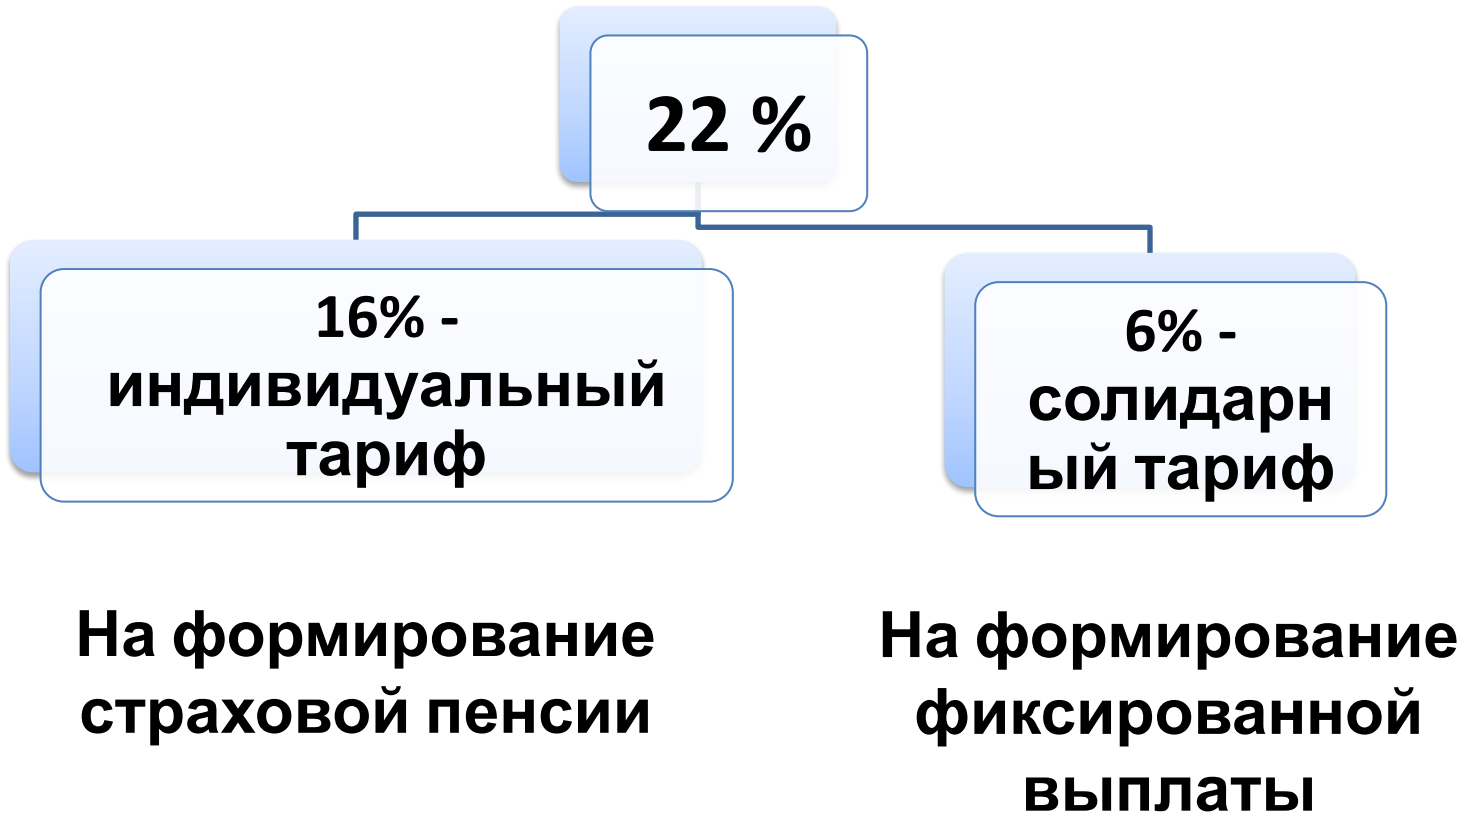 22 %
16% -
индивидуальный
тариф
6% -
солидарн
ый тариф
На формирование
страховой пенсии
На формирование
фиксированной
выплаты